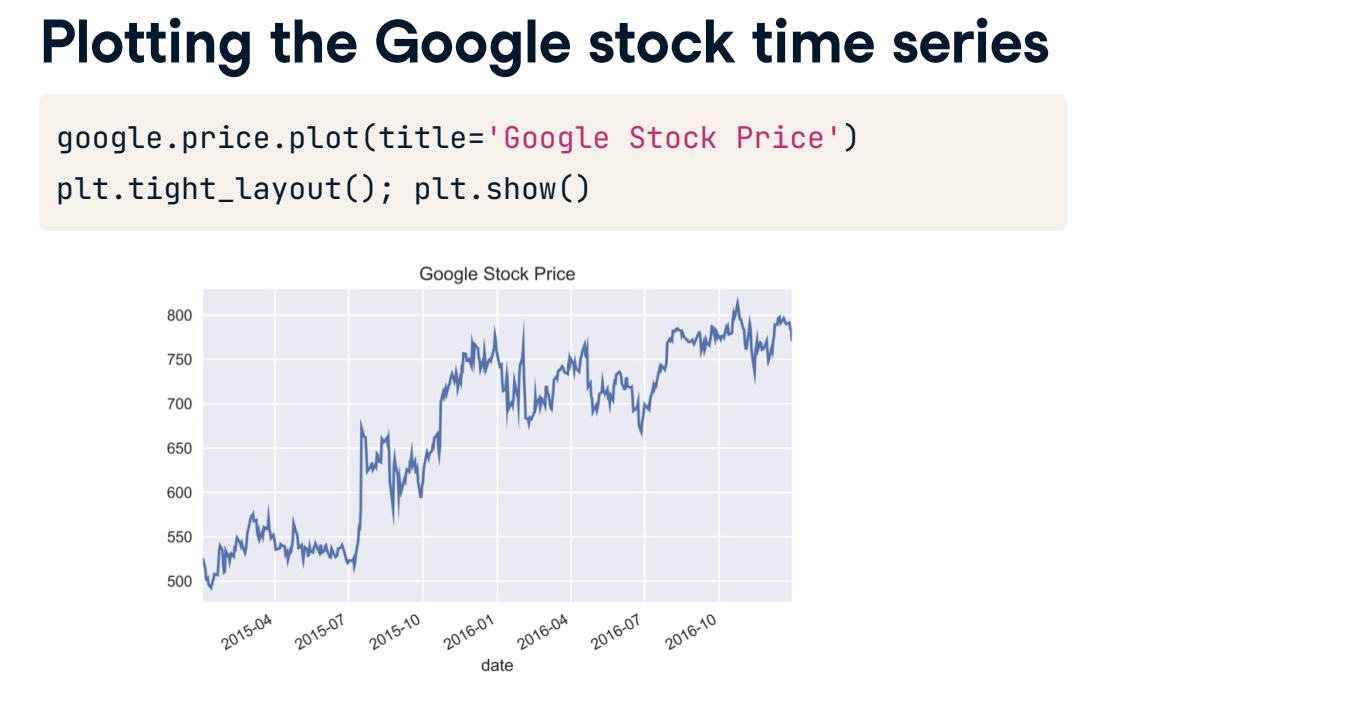 Plotting the Google stock time series
google.price.plot(title='Google Stock Price')
plt.tight_layout(); plt.show()
Google Stock Price
800
750
700
650
600
550
500
2015-04
2015-07
2015-10
2016-01
2016-04
2016-07
2016-10
date